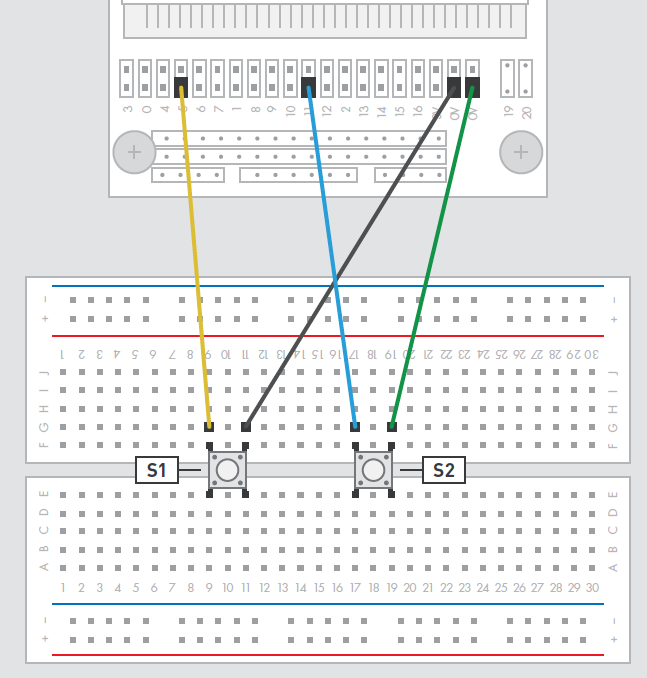 3 0 4 5 6 7 1 8 9 10 11 12 2 13 14 15 16 3V 0V 0V 19 20
− −
+ +
1 2 3 4 5 6 7 8 9 10 11 12 13 14 15 16 17 18 19 20 21 22 23 24 25 26 27 28 29 30
J J
I I
H H
G G
F F
S1 S2
E E
D D
C C
B B
A A
1 2 3 4 5 6 7 8 9 10 11 12 13 14 15 16 17 18 19 20 21 22 23 24 25 26 27 28 29 30
− −
+ +